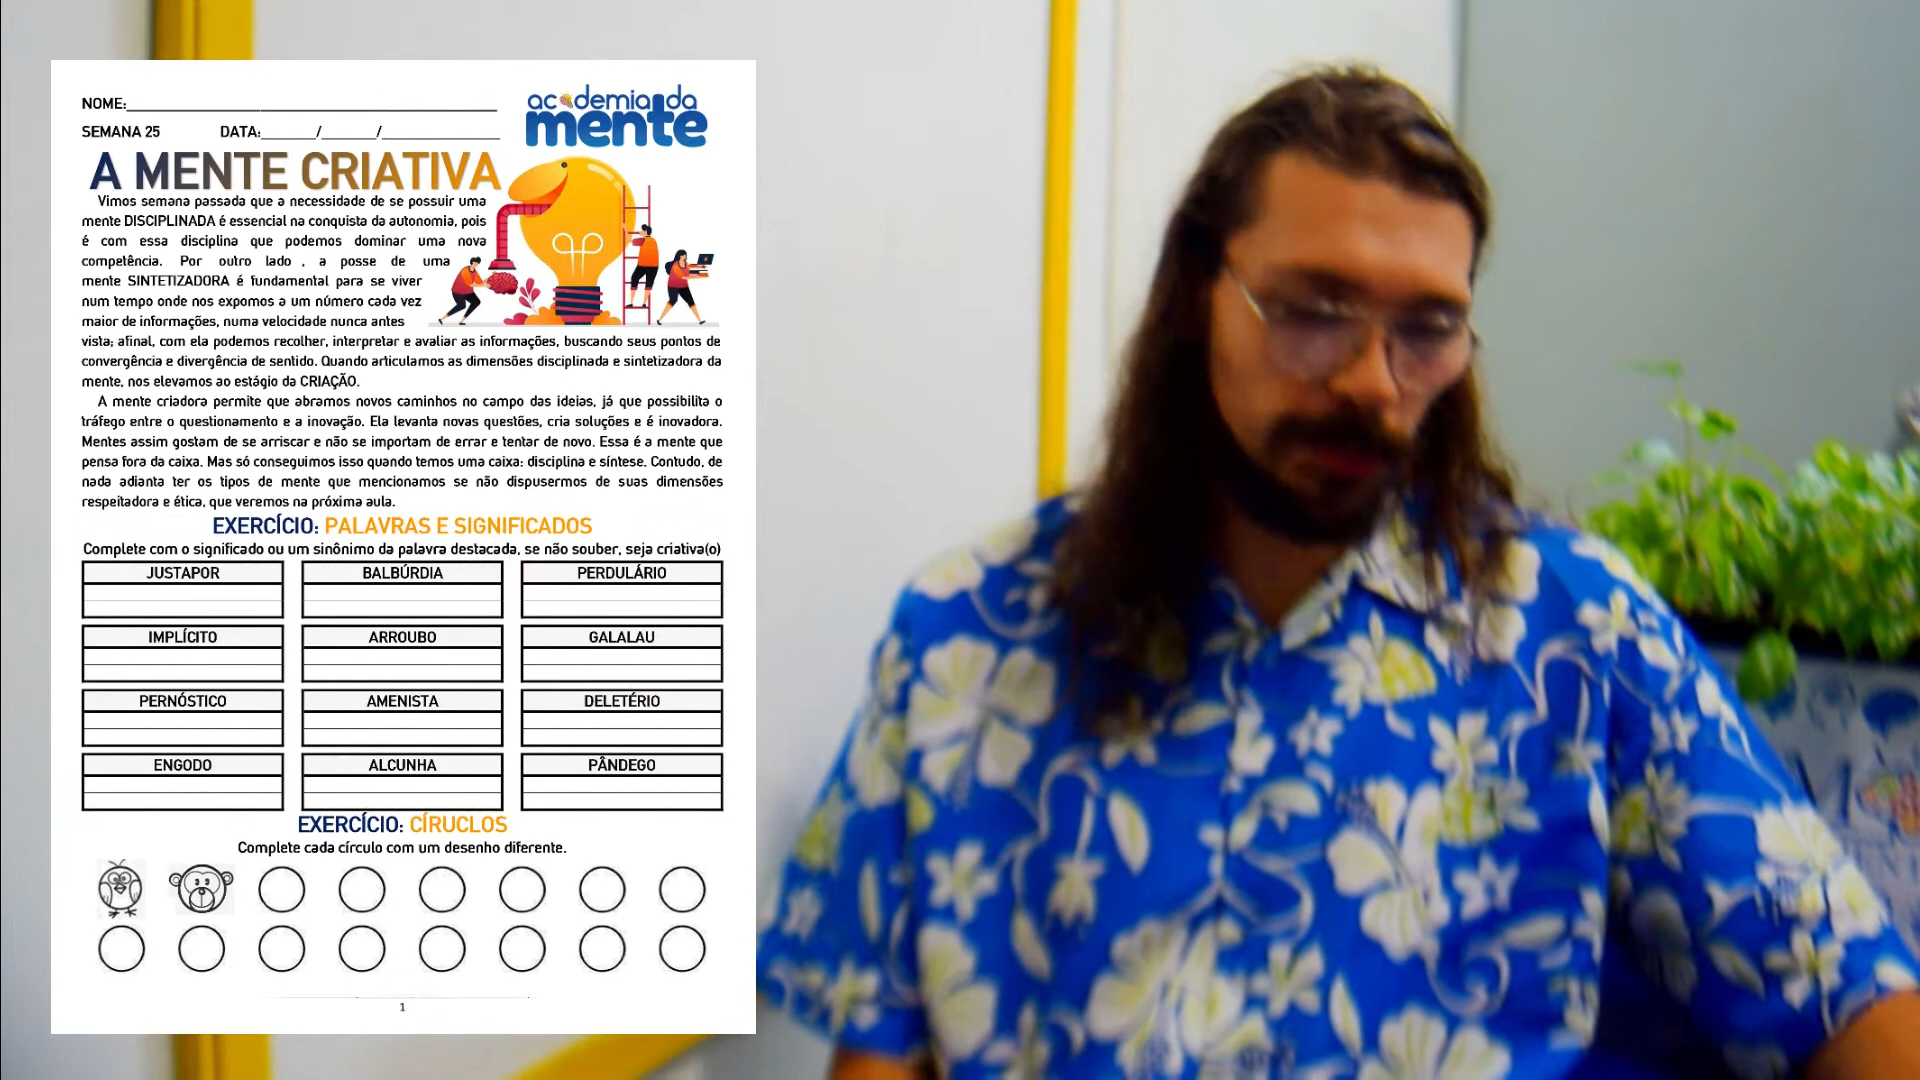 NOME:
SEMANA 25 DATA: / /
academia da
mente
A MENTE CRIATIVA
Vimos semana passada que a necessidade de se possuir uma
mente DISCIPLINADA é essencial na conquista da autonomia, pois
é com essa disciplina que podemos dominar uma nova
competência. Por outro lado , a posse de uma
mente SINTETIZADORA é fundamental para se viver
num tempo onde nos expomos a um número cada vez
maior de informações, numa velocidade nunca antes
vista; afinal, com ela podemos recolher, interpretar e avaliar as informações, buscando seus pontos de
convergência e divergência de sentido. Quando articulamos as dimensões disciplinada e sintetizadora da
mente, nos elevamos ao estágio da CRIAÇÃO.
A mente criadora permite que abramos novos caminhos no campo das ideias, já que possibilita o
tráfego entre o questionamento e a inovação. Ela levanta novas questões, cria soluções e é inovadora.
Mentes assim gostam de se arriscar e não se importam de errar e tentar de novo. Essa é a mente que
pensa fora da caixa. Mas só conseguimos isso quando temos uma caixa: disciplina e síntese. Contudo, de
nada adianta ter os tipos de mente que mencionamos se não dispusermos de suas dimensões
respeitadora e ética, que veremos na próxima aula.
EXERCÍCIO: PALAVRAS E SIGNIFICADOS
Complete com o significado ou um sinônimo da palavra destacada, se não souber, seja criativa(o)
JUSTAPOR BALBÚRDIA PERDULÁRIO
IMPLÍCITO ARROUBO GALALAU
PERNÓSTICO AMENISTA DELETÉRIO
ENGODO ALCUNHA PÂNDEGO
EXERCÍCIO: CÍRUCLOS
Complete cada círculo com um desenho diferente.
1